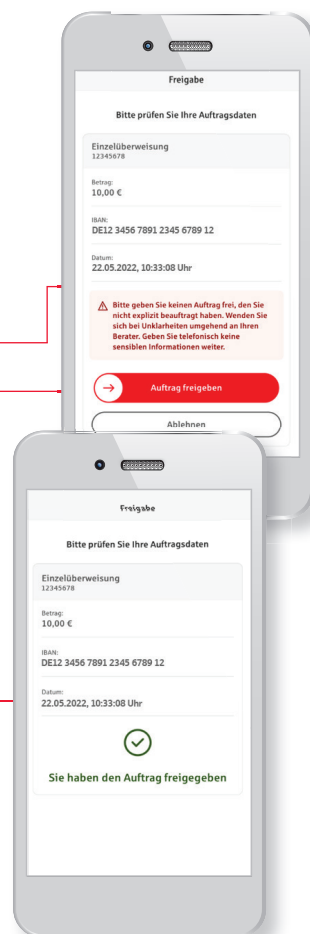 Freigabe
Bitte prüfen Sie Ihre Auftragsdaten
Einzelüberweisung
12345678
Betrag:
10,00 €
IBAN:
DE12 3456 7891 2345 6789 12
Datum:
22.05.2022, 10:33:08 Uhr
Bitte geben Sie keinen Auftrag frei, den Sie
nicht explizit beauftragt haben. Wenden Sie
sich bei Unklarheiten umgehend an Ihren
Berater. Geben Sie telefonisch keine
sensiblen Informationen weiter.
Auftrag freigeben
Ablehnen
Freigabe
Bitte prüfen Sie Ihre Auftragsdaten
Einzelüberweisung
12345678
Betrag:
10,00 €
IBAN:
DE12 3456 7891 2345 6789 12
Datum:
22.05.2022, 10:33:08 Uhr
Sie haben den Auftrag freigegeben